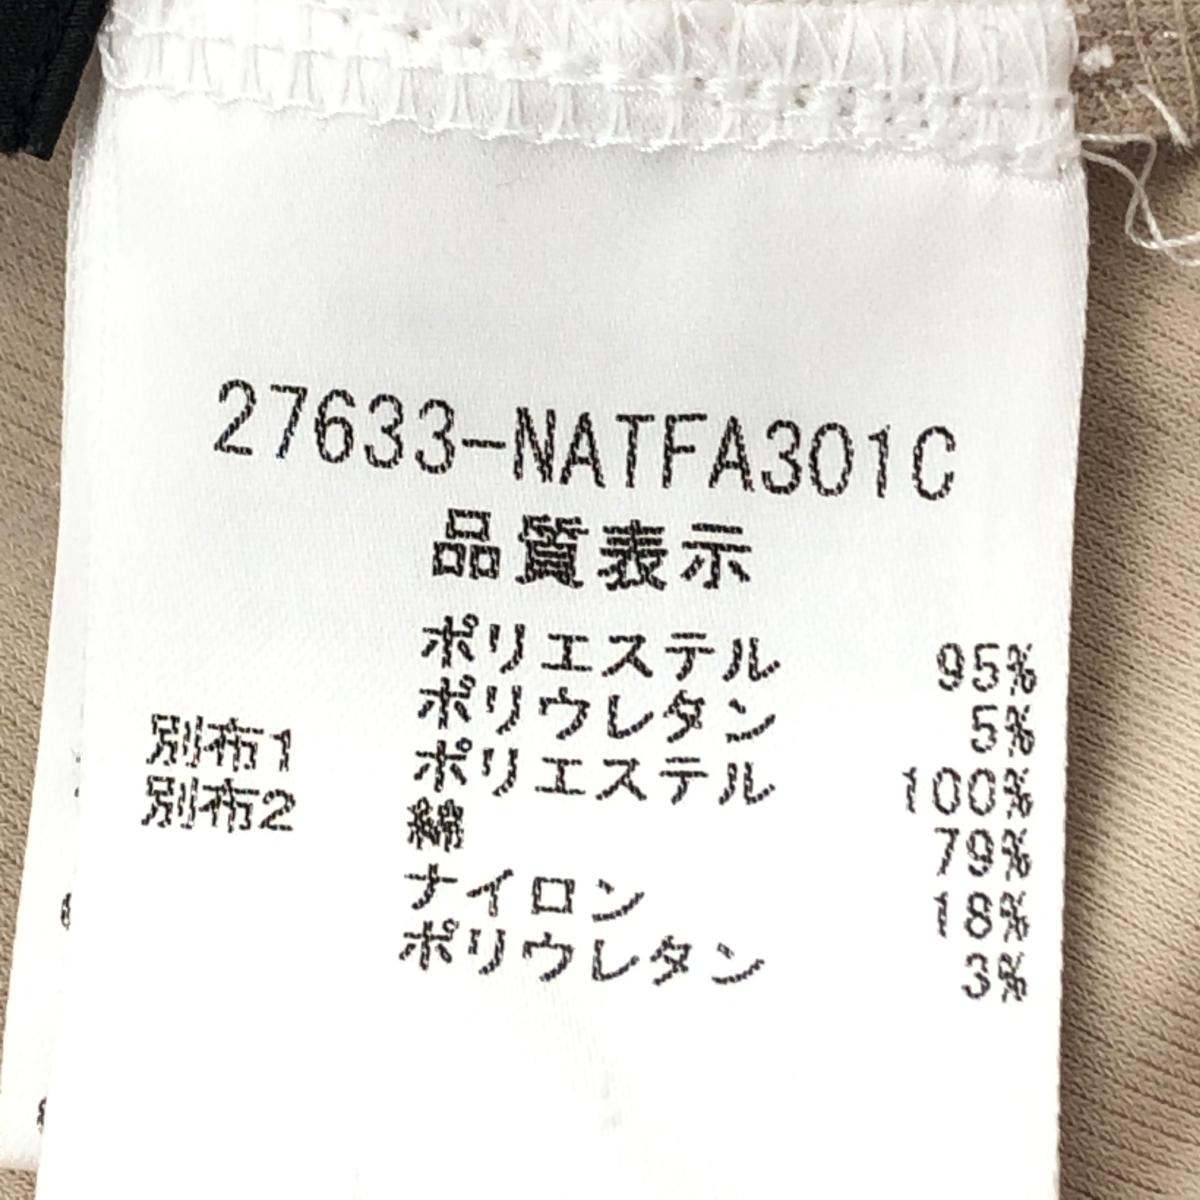 27633-NATFA301C
品質表示
ポリエステル 95%
ポリウレタン 5%
別布1 ポリエステル 100%
別布2 綿 79%
ナイロン 18%
ポリウレタン 3%